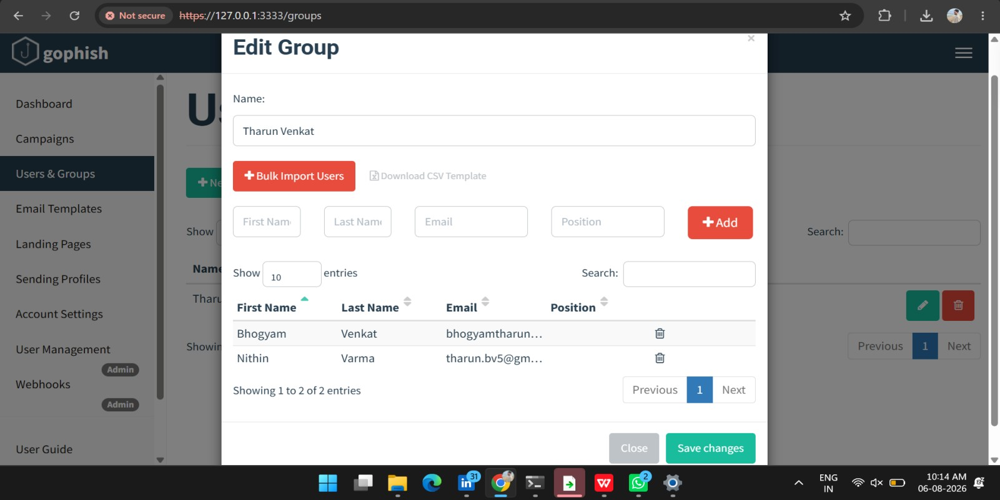 Not secure
https://127.0.0.1:3333/groups
gophish
Dashboard
Campaigns
Users & Groups
Email Templates
Landing Pages
Sending Profiles
Account Settings
User Management
Admin
Webhooks
Admin
User Guide
Us
Ne
Show
Name
Tharu
Showin
Search:
Previous 1 Next
Edit Group
×
Name:
Tharun Venkat
Bulk Import Users
Download CSV Template
First Nam
Last Name
Email
Position
Add
Show 10 entries
Search:
First Name Last Name Email Position
Bhogyam Venkat bhogyamtharun...
Nithin Varma tharun.bv5@gm...
Showing 1 to 2 of 2 entries
Previous 1 Next
Close
Save changes
31
2
ENG
IN
10:14 AM
06-08-2026